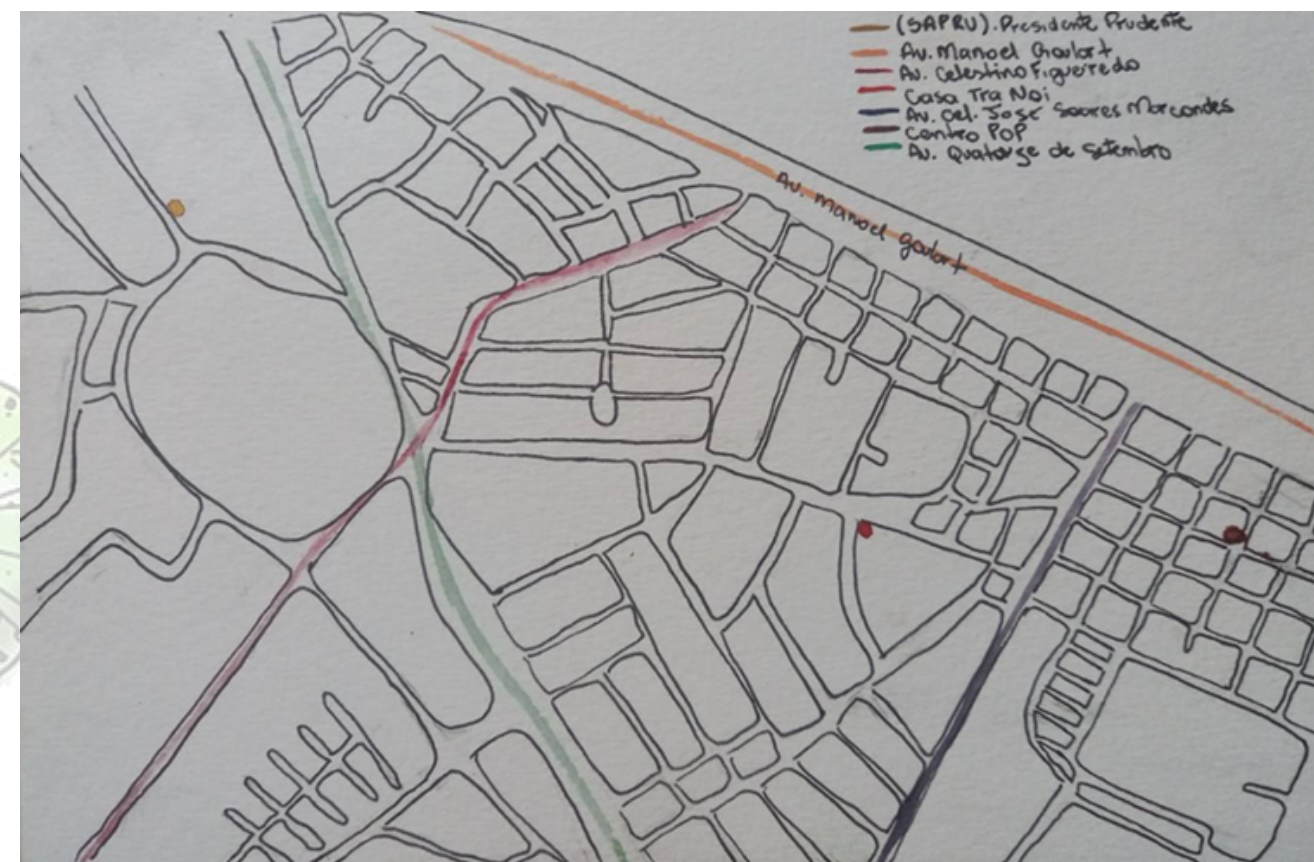 (SAPRU). Presidente Prudente
Av. Manoel Goulart
Av. Celestino Figueiredo
Casa Tra Noi
Av. Cel. José Soares Marcondes
Centro POP
Av. Quatorze de Setembro
Av. manoel goulart